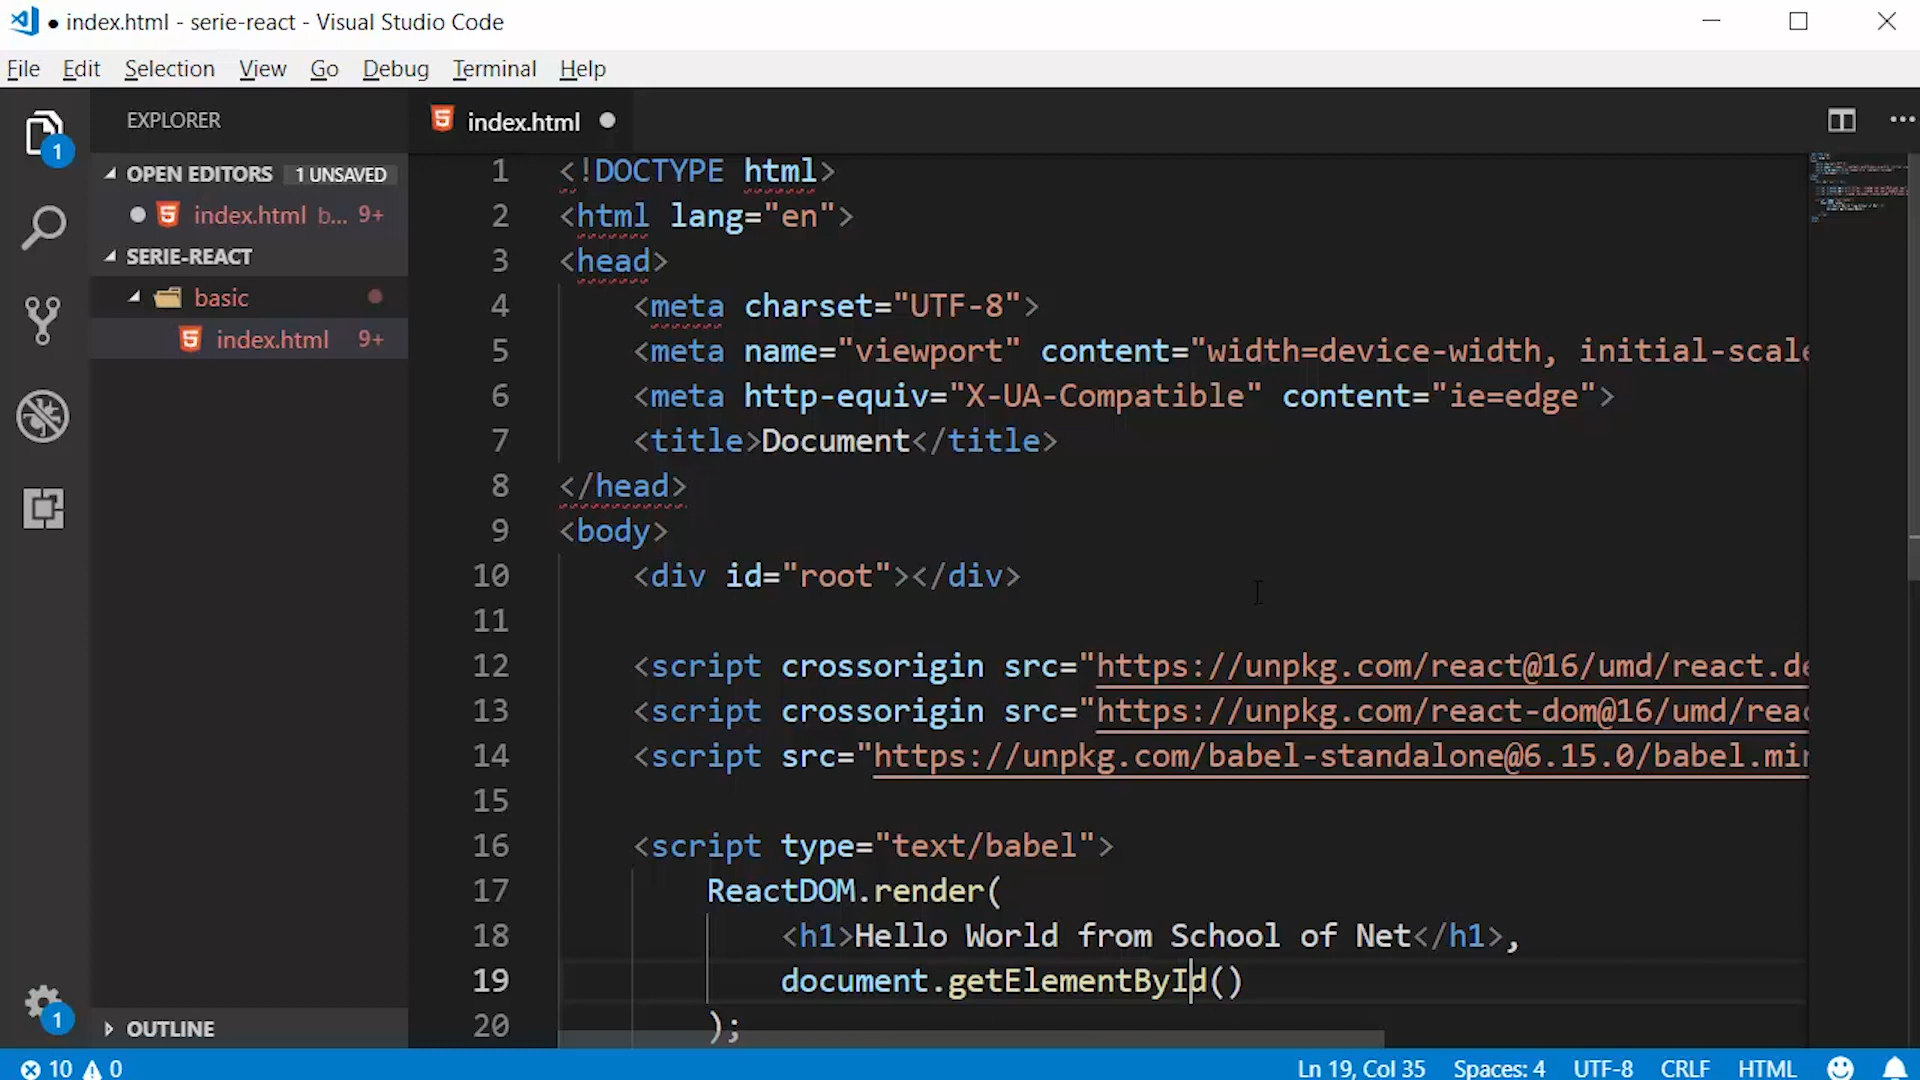 index.html - serie-react - Visual Studio Code
File Edit Selection View Go Debug Terminal Help
EXPLORER
OPEN EDITORS 1 UNSAVED
index.html b... 9+
SERIE-REACT
basic
index.html 9+
OUTLINE
1
1
index.html
1 <!DOCTYPE html>
2 <html lang="en">
3 <head>
4 <meta charset="UTF-8">
5 <meta name="viewport" content="width=device-width, initial-scale
6 <meta http-equiv="X-UA-Compatible" content="ie=edge">
7 <title>Document</title>
8 </head>
9 <body>
10 <div id="root"></div>
11
12 <script crossorigin src="https://unpkg.com/react@16/umd/react.de
13 <script crossorigin src="https://unpkg.com/react-dom@16/umd/reac
14 <script src="https://unpkg.com/babel-standalone@6.15.0/babel.min
15
16 <script type="text/babel">
17 ReactDOM.render(
18 <h1>Hello World from School of Net</h1>,
19 document.getElementById()
20 );
10 0
Ln 19, Col 35 Spaces: 4 UTF-8 CRLF HTML